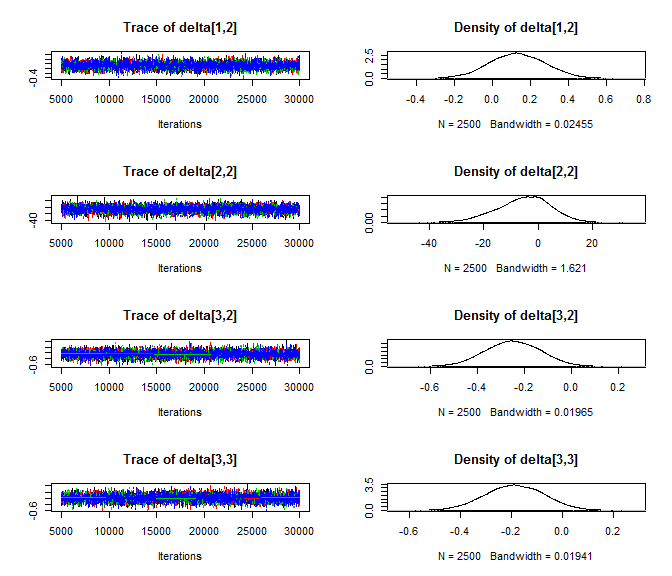 Trace of delta[1,2]
-0.4
5000 10000 15000 20000 25000 30000
Iterations
Density of delta[1,2]
0.0 2.5
-0.4 -0.2 0.0 0.2 0.4 0.6 0.8
N = 2500 Bandwidth = 0.02455
Trace of delta[2,2]
-40
5000 10000 15000 20000 25000 30000
Iterations
Density of delta[2,2]
0.00
-40 -20 0 20
N = 2500 Bandwidth = 1.621
Trace of delta[3,2]
-0.6
5000 10000 15000 20000 25000 30000
Iterations
Density of delta[3,2]
0.0
-0.6 -0.4 -0.2 0.0 0.2
N = 2500 Bandwidth = 0.01965
Trace of delta[3,3]
-0.6
5000 10000 15000 20000 25000 30000
Iterations
Density of delta[3,3]
0.0 3.5
-0.6 -0.4 -0.2 0.0 0.2
N = 2500 Bandwidth = 0.01941